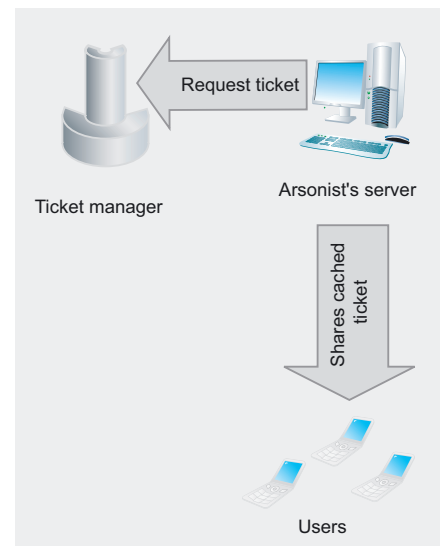 Request ticket
Ticket manager
Arsonist's server
Shares cached
ticket
Users